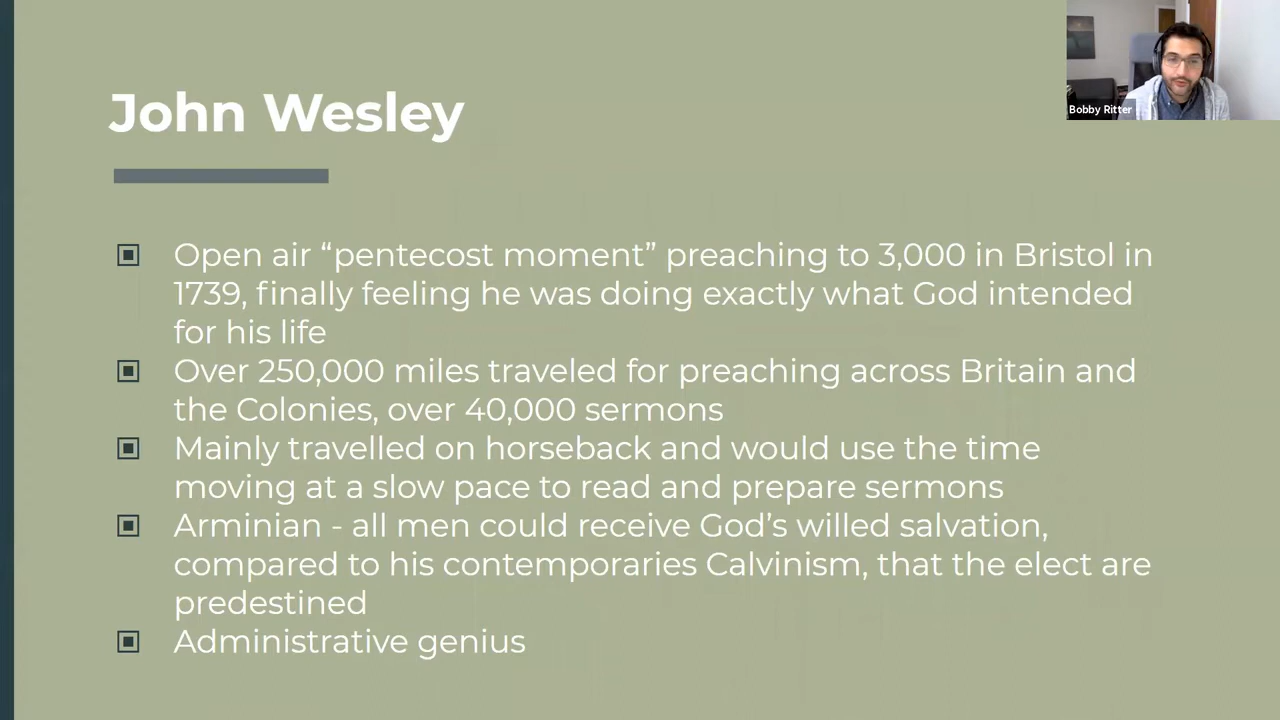 John Wesley
Bobby Ritter
Open air “pentecost moment” preaching to 3,000 in Bristol in
1739, finally feeling he was doing exactly what God intended
for his life
Over 250,000 miles traveled for preaching across Britain and
the Colonies, over 40,000 sermons
Mainly travelled on horseback and would use the time
moving at a slow pace to read and prepare sermons
Arminian - all men could receive God’s willed salvation,
compared to his contemporaries Calvinism, that the elect are
predestined
Administrative genius